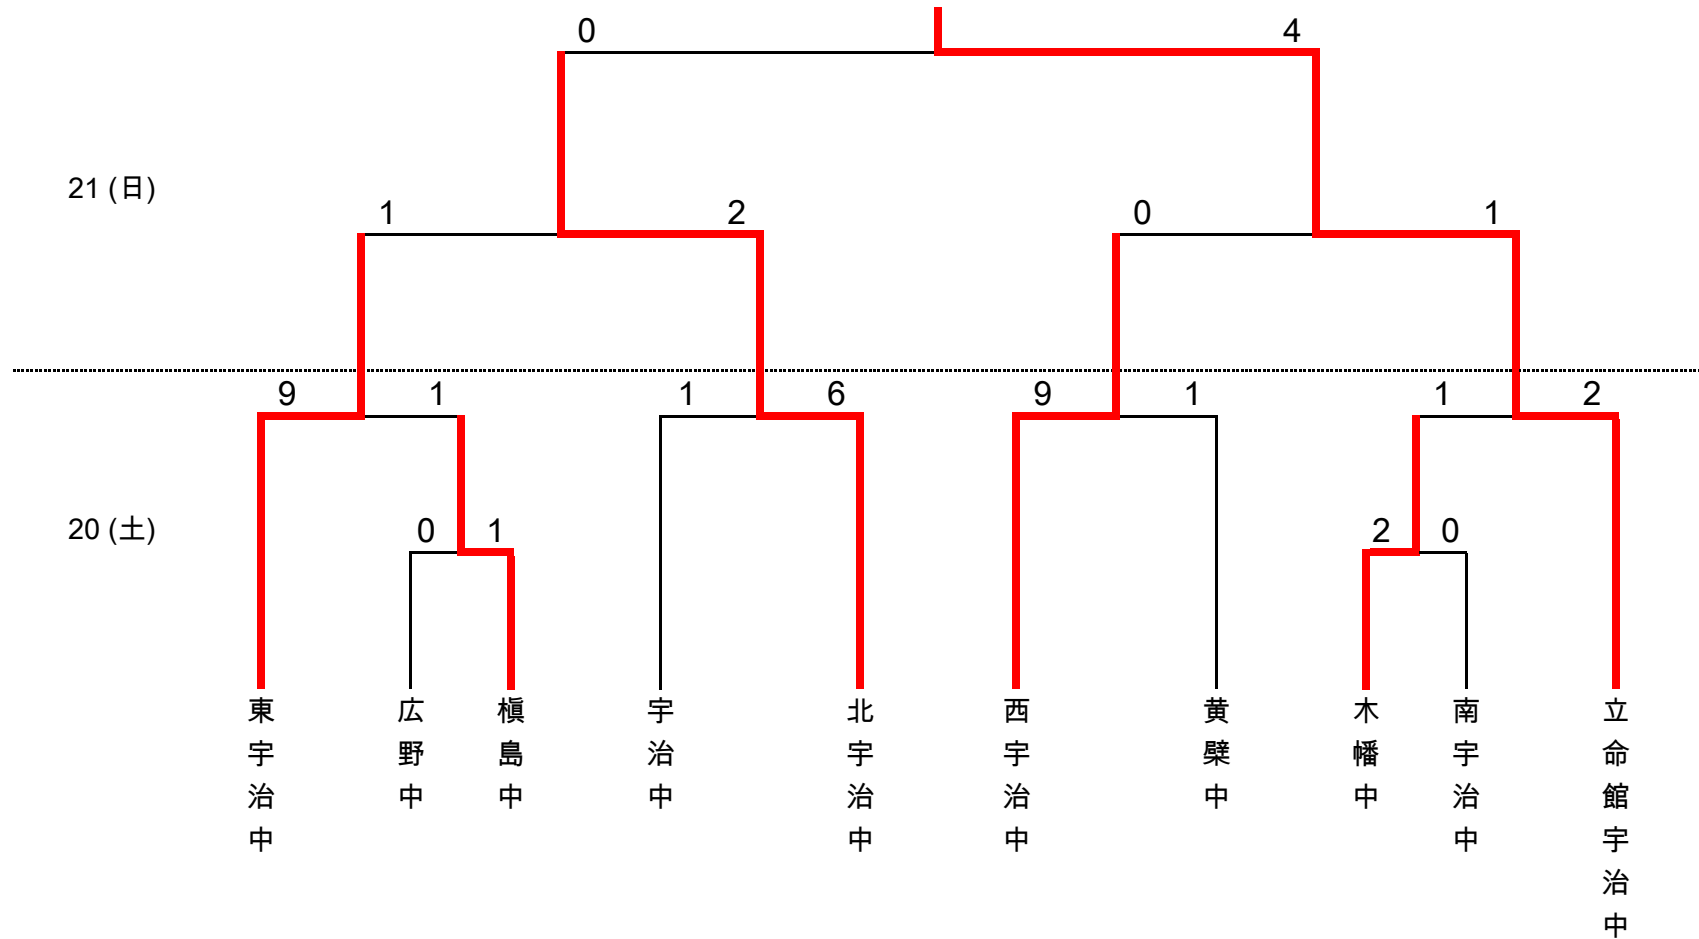 0 4
21 (日)
1 2 0 1
9 1 1 6 9 1 1 2
20 (土)
0 1 2 0
東宇治中
広野中
槇島中
宇治中
北宇治中
西宇治中
黄檗中
木幡中
南宇治中
立命館宇治中